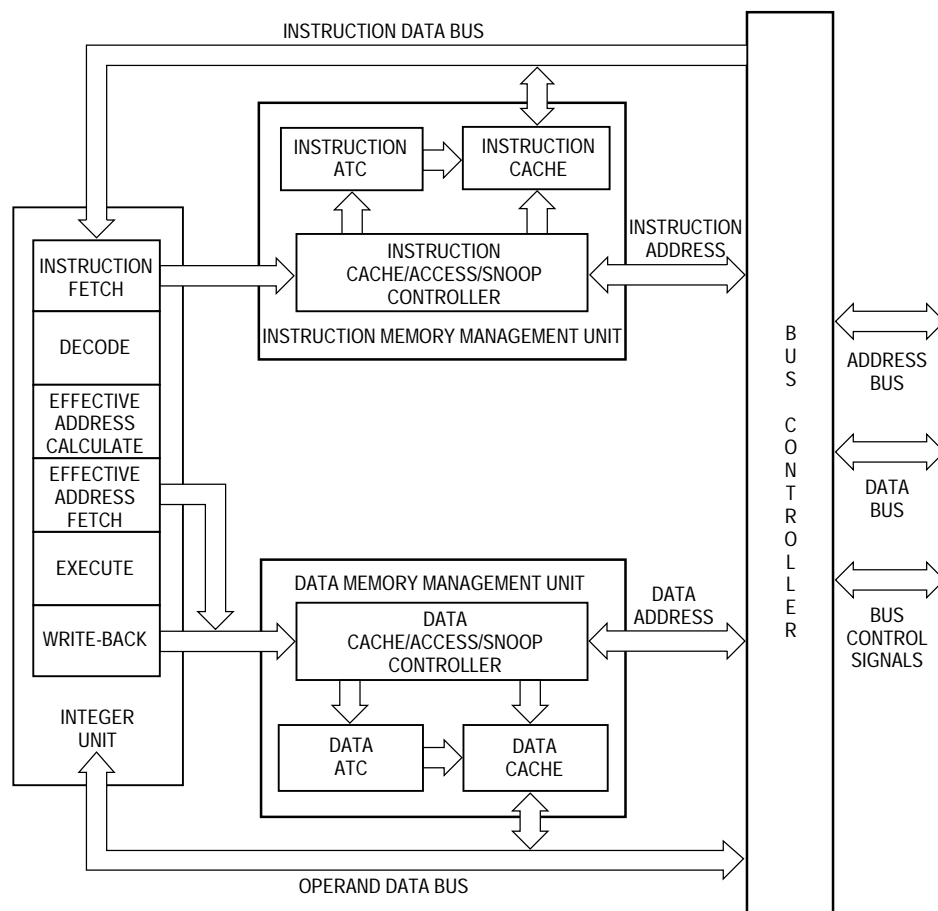 INSTRUCTION DATA BUS
INSTRUCTION
ATC
INSTRUCTION
CACHE
INSTRUCTION
CACHE/ACCESS/SNOOP
CONTROLLER
INSTRUCTION MEMORY MANAGEMENT UNIT
INSTRUCTION
ADDRESS
INSTRUCTION
FETCH
DECODE
EFFECTIVE
ADDRESS
CALCULATE
EFFECTIVE
ADDRESS
FETCH
EXECUTE
WRITE-BACK
INTEGER
UNIT
DATA MEMORY MANAGEMENT UNIT
DATA
CACHE/ACCESS/SNOOP
CONTROLLER
DATA
ATC
DATA
CACHE
DATA
ADDRESS
OPERAND DATA BUS
BUS CONTROLLER
ADDRESS
BUS
DATA
BUS
BUS
CONTROL
SIGNALS